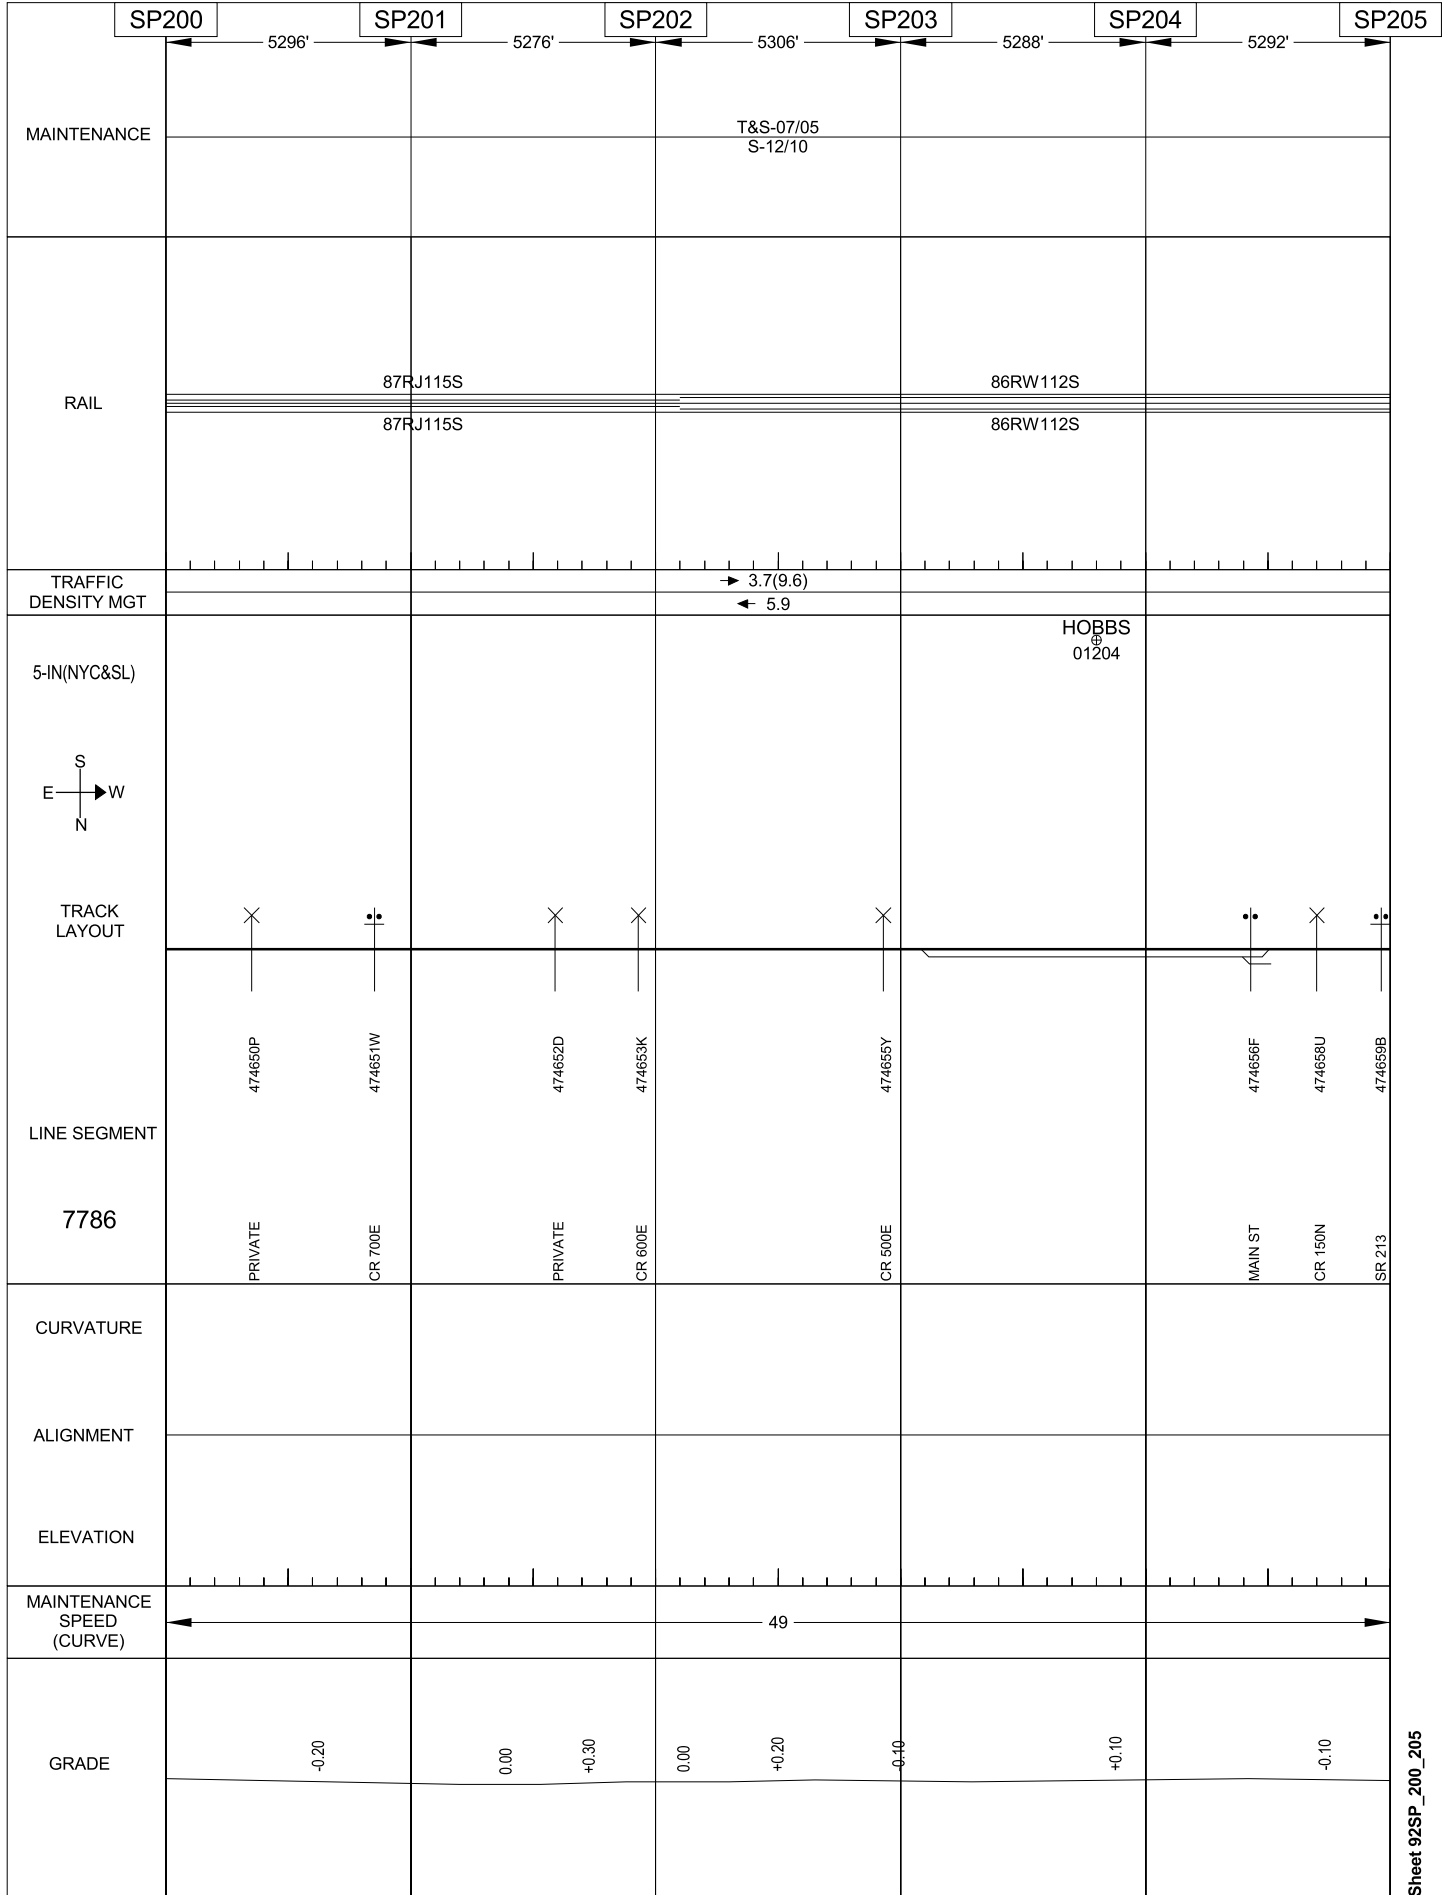 SP200 SP201 SP202 SP203 SP204 SP205
5296' 5276' 5306' 5288' 5292'
MAINTENANCE
T&S-07/05
S-12/10
RAIL
87RJ115S 86RW112S
87RJ115S 86RW112S
TRAFFIC
DENSITY MGT
3.7(9.6)
5.9
5-IN(NYC&SL)
HOBBS
01204
S
E W
N
TRACK
LAYOUT
474650P 474651W 474652D 474653K 474655Y 474656F 474658U 474659B
LINE SEGMENT
7786
PRIVATE CR 700E PRIVATE CR 600E CR 500E MAIN ST CR 150N SR 213
CURVATURE
ALIGNMENT
ELEVATION
MAINTENANCE
SPEED
(CURVE)
49
GRADE
-0.20 0.00 +0.30 0.00 +0.20 -0.10 +0.10 -0.10
Sheet 92SP_200_205